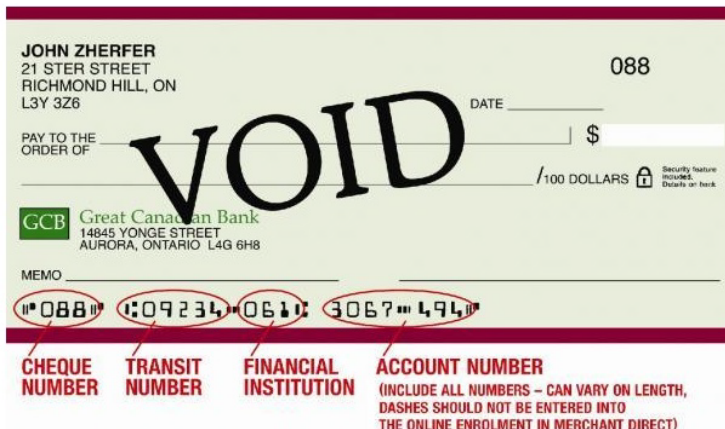 JOHN ZHERFER
21 STER STREET
RICHMOND HILL, ON
L3Y 3Z6
088
DATE
PAY TO THE
ORDER OF
$
/100 DOLLARS
Security feature
included.
Details on back
VOID
GCB Great Canadian Bank
14845 YONGE STREET
AURORA, ONTARIO L4G 6H8
MEMO
⑈088⑈ ⑆09234⑉061⑆ 3067⑉494⑈
CHEQUE
NUMBER
TRANSIT
NUMBER
FINANCIAL
INSTITUTION
ACCOUNT NUMBER
(INCLUDE ALL NUMBERS – CAN VARY ON LENGTH,
DASHES SHOULD NOT BE ENTERED INTO
THE ONLINE ENROLMENT IN MERCHANT DIRECT)